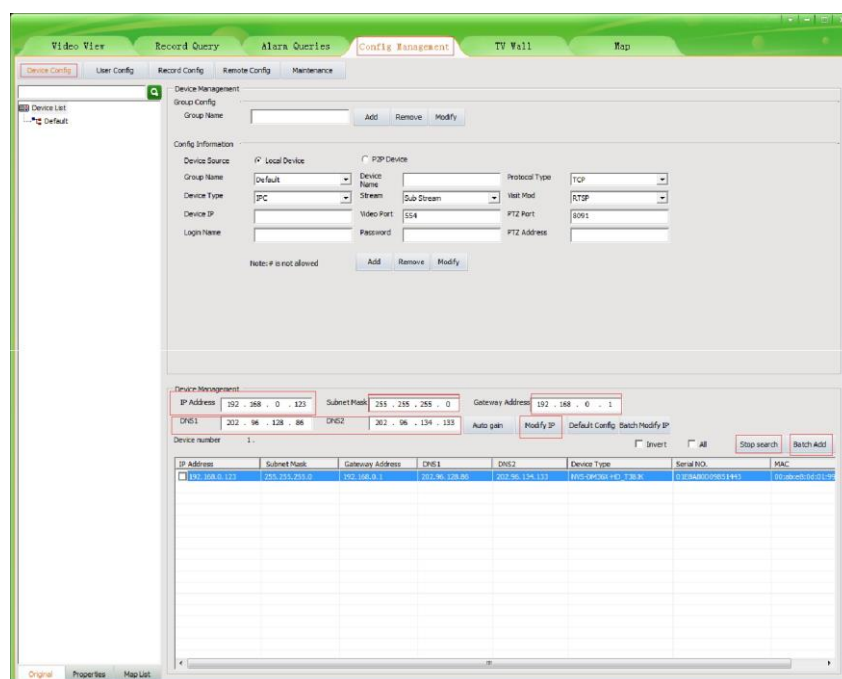 Video View Record Query Alarm Queries Config Management TV Wall Map
Device Config User Config Record Config Remote Config Maintenance
Device List
Default
Device Management
Group Config
Group Name Add Remove Modify
Config Information
Device Source Local Device P2P Device
Group Name Default Device Name Protocol Type TCP
Device Type IPC Stream Sub Stream Visit Mod RTSP
Device IP Video Port 554 PTZ Port 8091
Login Name Password PTZ Address
Note:# is not allowed Add Remove Modify
Device Management
IP Address 192 . 168 . 0 . 123 Subnet Mask 255 . 255 . 255 . 0 Gateway Address 192 . 168 . 0 . 1
DNS1 202 . 96 . 128 . 86 DNS2 202 . 96 . 134 . 133 Auto gain Modify IP Default Config Batch Modify IP
Device number 1 . Invert All Stop search Batch Add
IP Address Subnet Mask Gateway Address DNS1 DNS2 Device Type Serial NO. MAC
192.168.0.123 255.255.255.0 192.168.0.1 202.96.128.86 202.96.134.133
Original Properties Map List